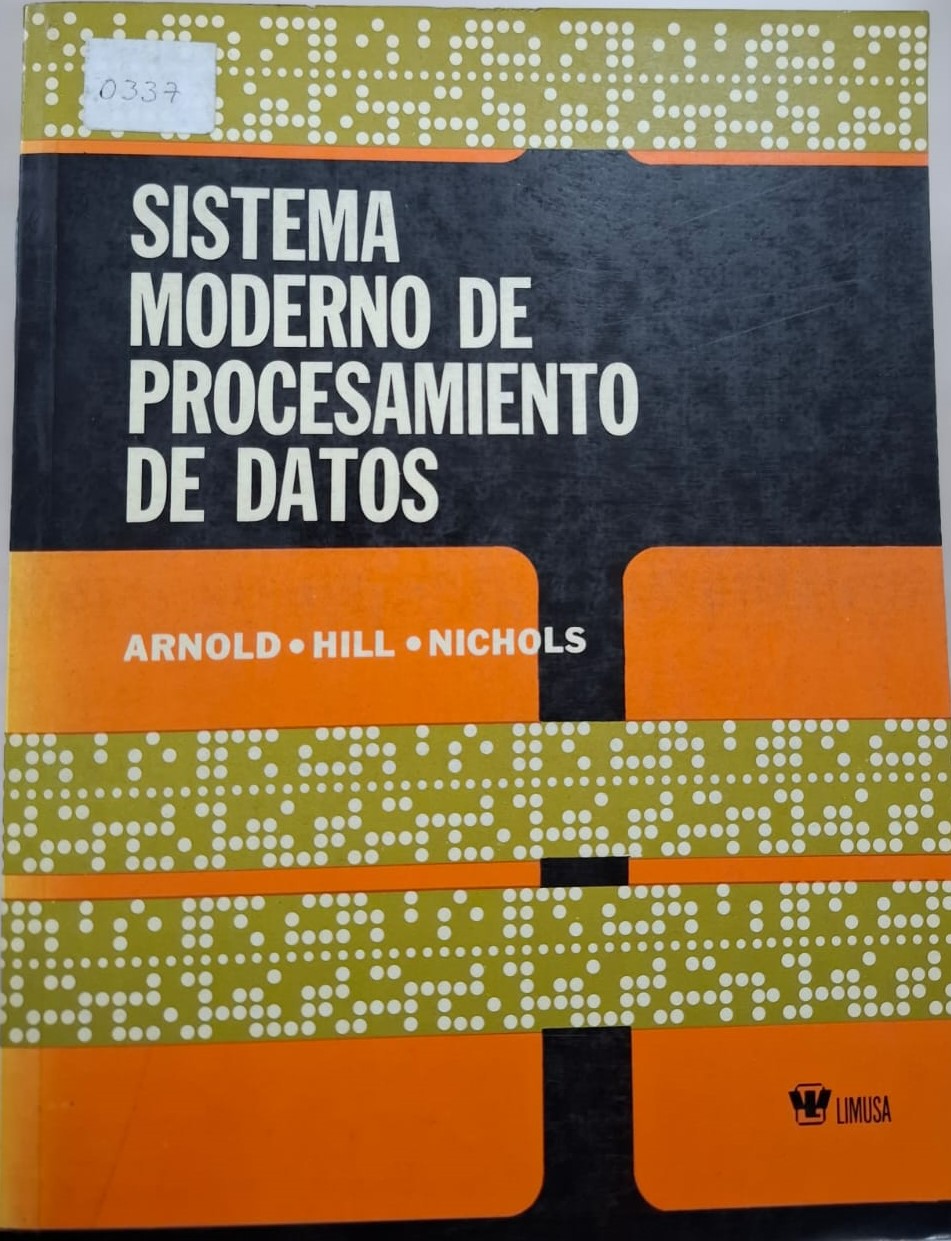 0337
SISTEMA
MODERNO DE
PROCESAMIENTO
DE DATOS
ARNOLD • HILL • NICHOLS
LIMUSA